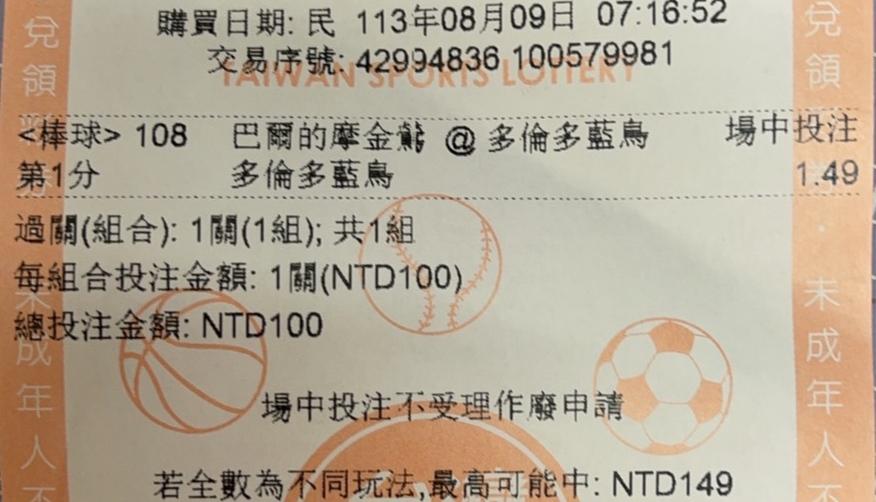 購買日期: 民 113年08月09日 07:16:52
交易序號: 42994836 100579981
TAIWAN SPORTS LOTTERY
<棒球> 108 巴爾的摩金鶯 @ 多倫多藍鳥 場中投注
第1分 多倫多藍鳥 1.49
過關(組合): 1關(1組); 共1組
每組合投注金額: 1關(NTD100)
總投注金額: NTD100
場中投注不受理作廢申請
若全數為不同玩法,最高可能中: NTD149
兌領
未成年人不
兌領
未成年人不